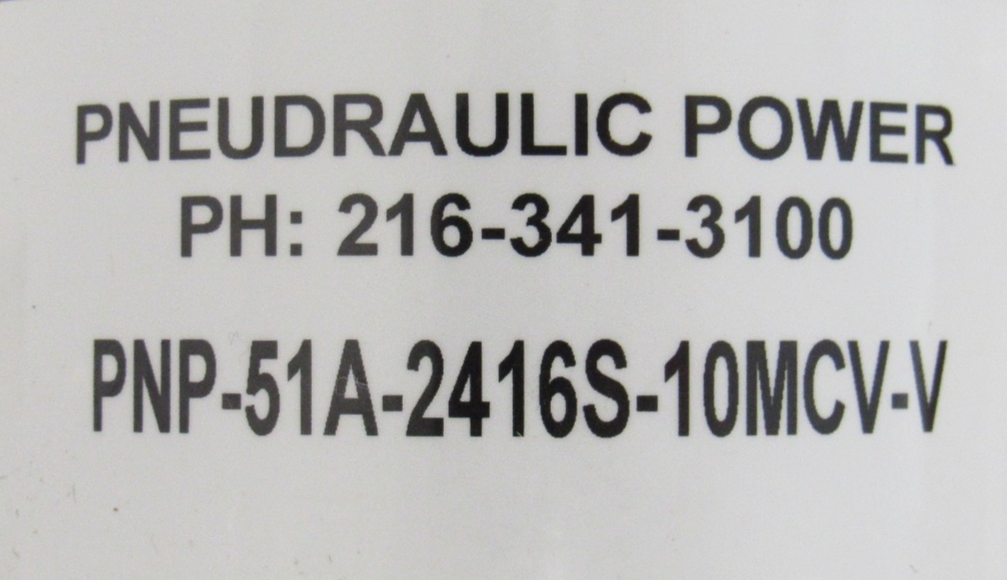 PNEUDRAULIC POWER
PH: 216-341-3100
PNP-51A-2416S-10MCV-V